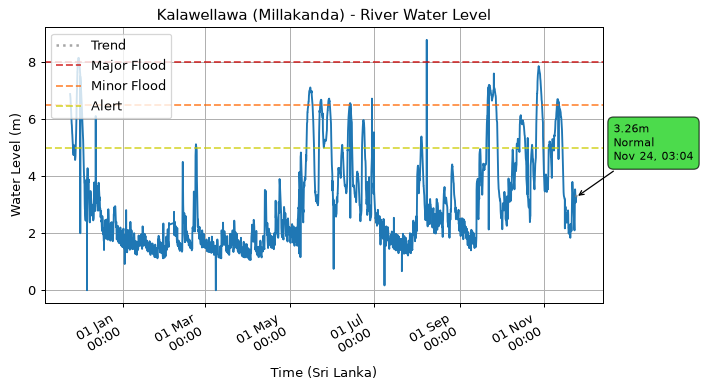 Kalawellawa (Millakanda) - River Water Level
Trend
Major Flood
Minor Flood
Alert
Water Level (m)
8
6
4
2
0
3.26m
Normal
Nov 24, 03:04
01 Jan
00:00
01 Mar
00:00
01 May
00:00
01 Jul
00:00
01 Sep
00:00
01 Nov
00:00
Time (Sri Lanka)